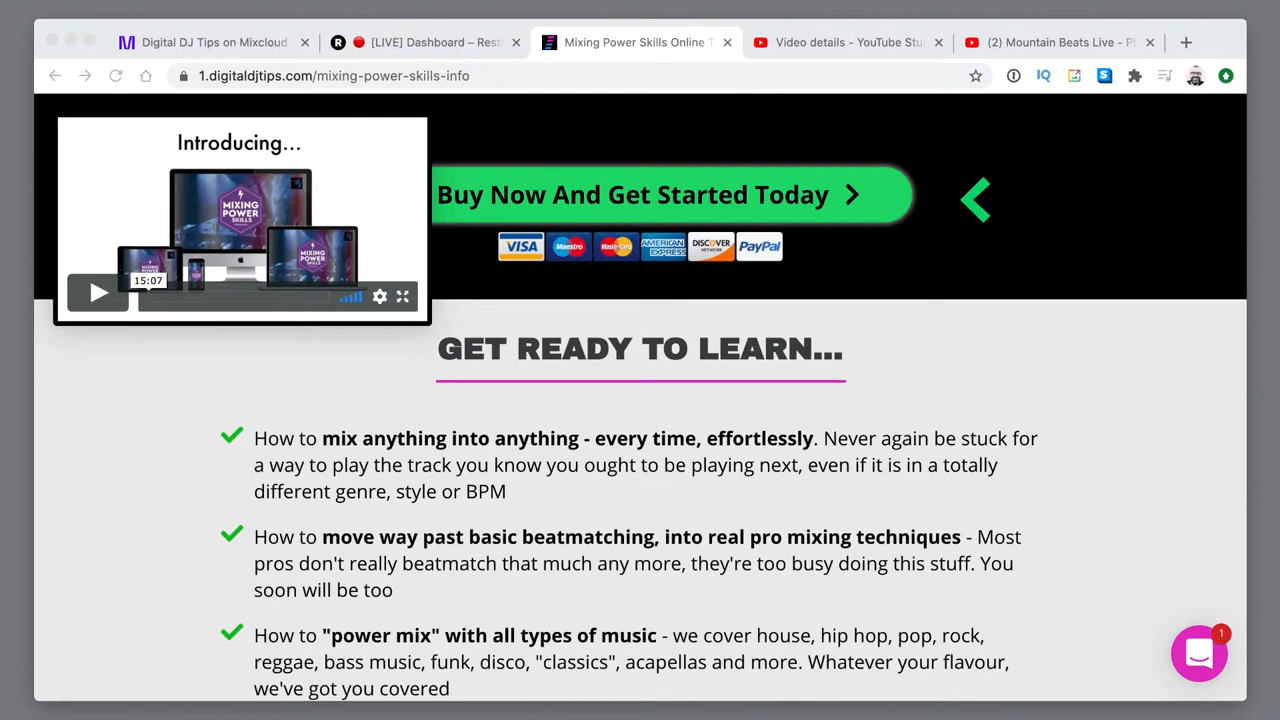 Digital DJ Tips on Mixcloud
[LIVE] Dashboard – Rest
Mixing Power Skills Online T
Video details - YouTube Stu
(2) Mountain Beats Live - P
1.digitaldjtips.com/mixing-power-skills-info
IQ
Introducing...
MIXING
POWER
SKILLS
15:07
Buy Now And Get Started Today
VISA Maestro MasterCard AMERICAN EXPRESS DISCOVER NETWORK PayPal
GET READY TO LEARN...
How to mix anything into anything - every time, effortlessly. Never again be stuck for
a way to play the track you know you ought to be playing next, even if it is in a totally
different genre, style or BPM
How to move way past basic beatmatching, into real pro mixing techniques - Most
pros don't really beatmatch that much any more, they're too busy doing this stuff. You
soon will be too
How to "power mix" with all types of music - we cover house, hip hop, pop, rock,
reggae, bass music, funk, disco, "classics", acapellas and more. Whatever your flavour,
we've got you covered
1